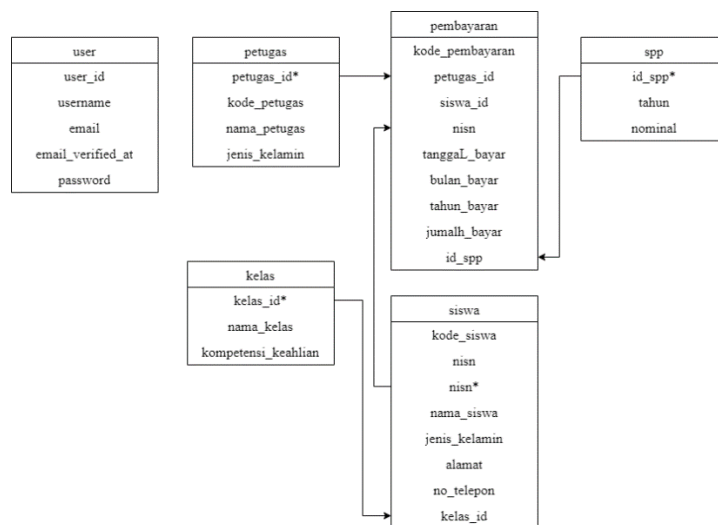 user
user_id
username
email
email_verified_at
password
petugas
petugas_id*
kode_petugas
nama_petugas
jenis_kelamin
pembayaran
kode_pembayaran
petugas_id
siswa_id
nisn
tanggaL_bayar
bulan_bayar
tahun_bayar
jumalh_bayar
id_spp
spp
id_spp*
tahun
nominal
kelas
kelas_id*
nama_kelas
kompetensi_keahlian
siswa
kode_siswa
nisn
nisn*
nama_siswa
jenis_kelamin
alamat
no_telepon
kelas_id